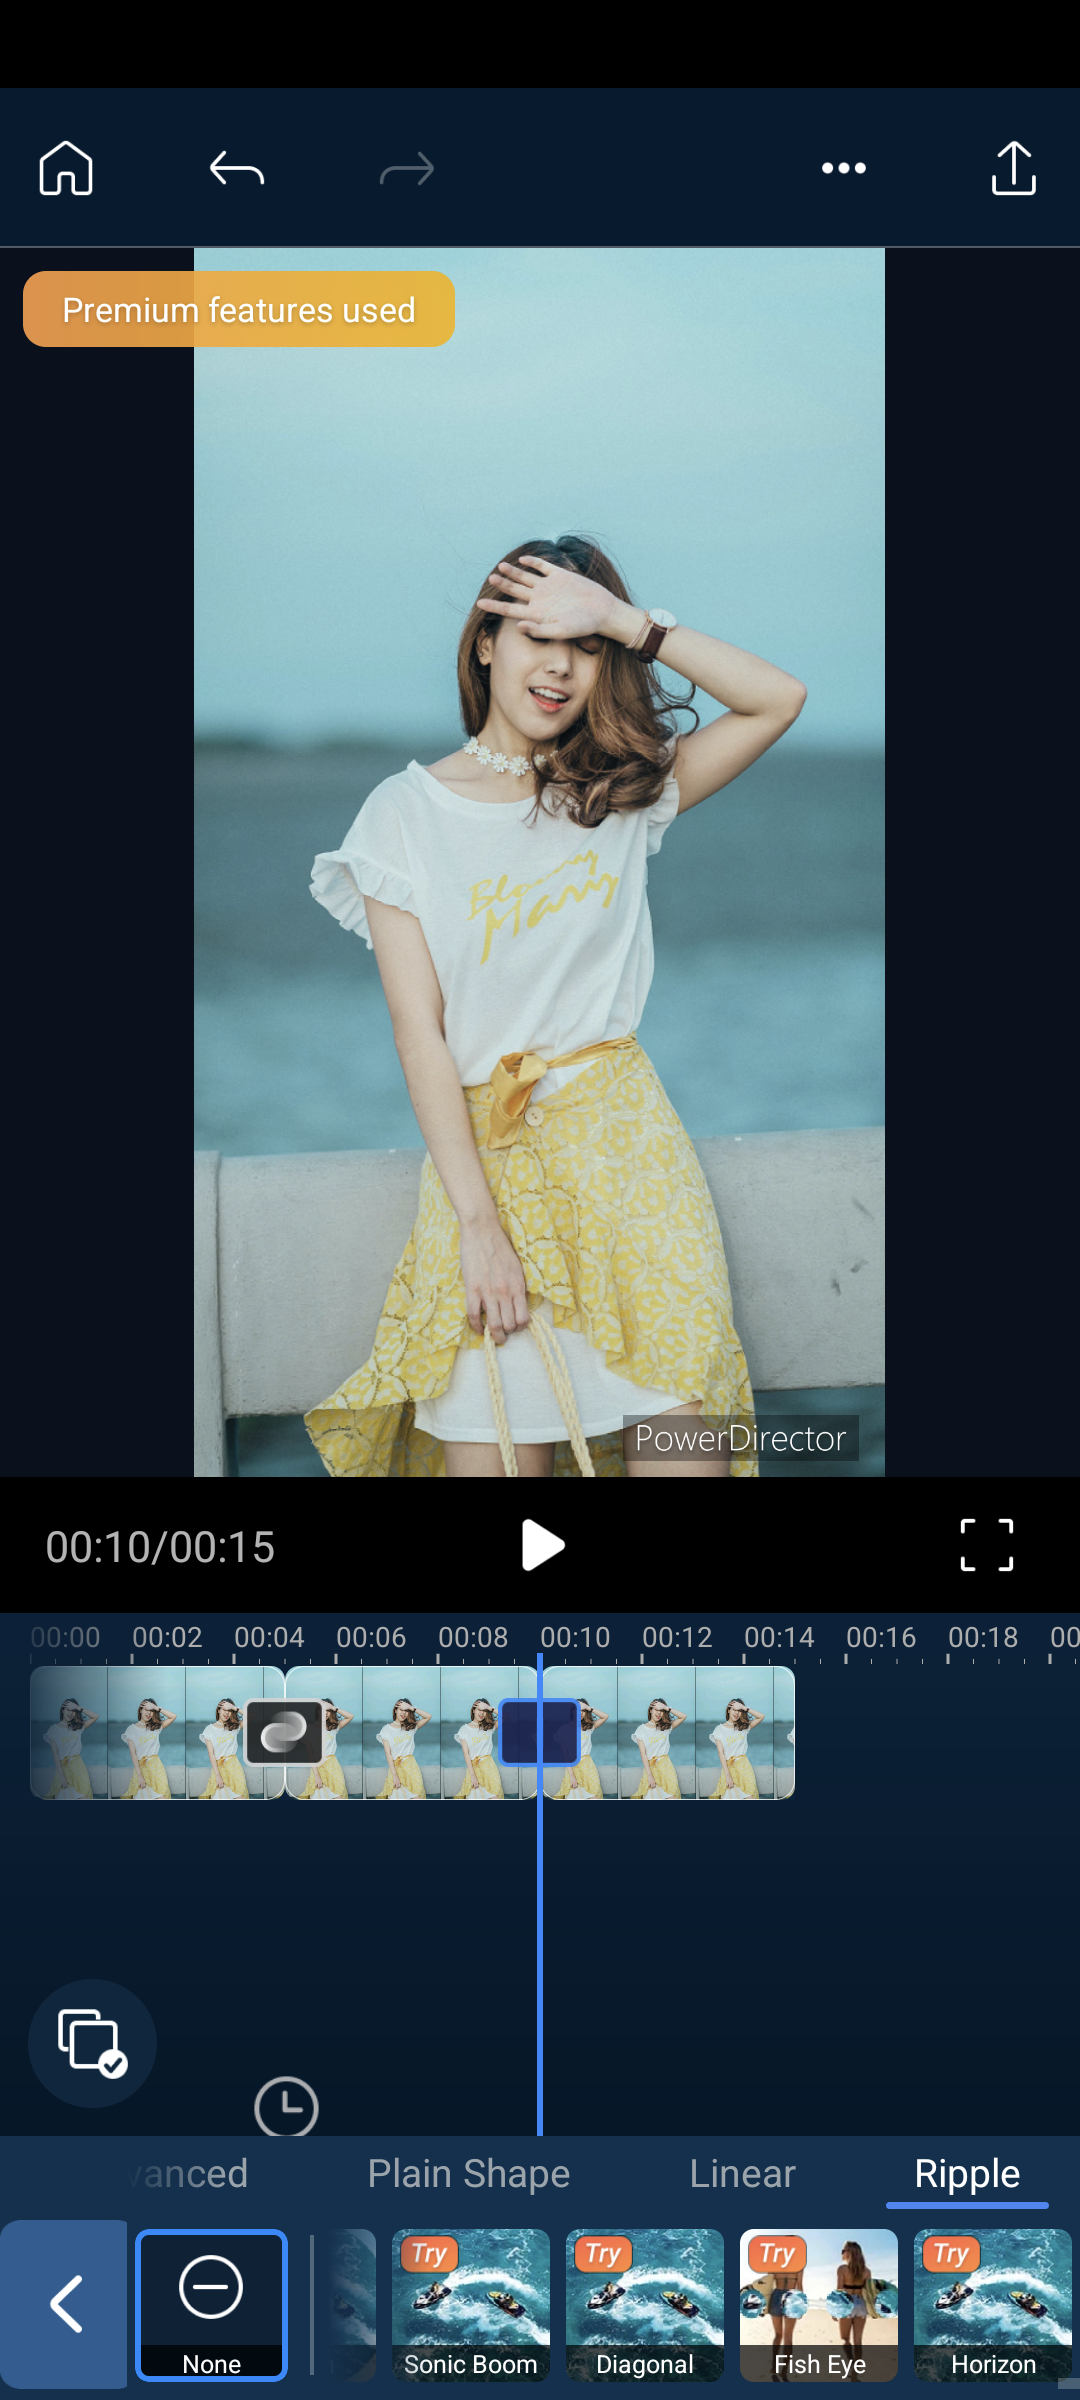 Premium features used
Mary
PowerDirector
00:10/00:15
00:00 00:02 00:04 00:06 00:08 00:10 00:12 00:14 00:16 00:18 00
vanced Plain Shape Linear Ripple
Try Try Try Try
None Sonic Boom Diagonal Fish Eye Horizon